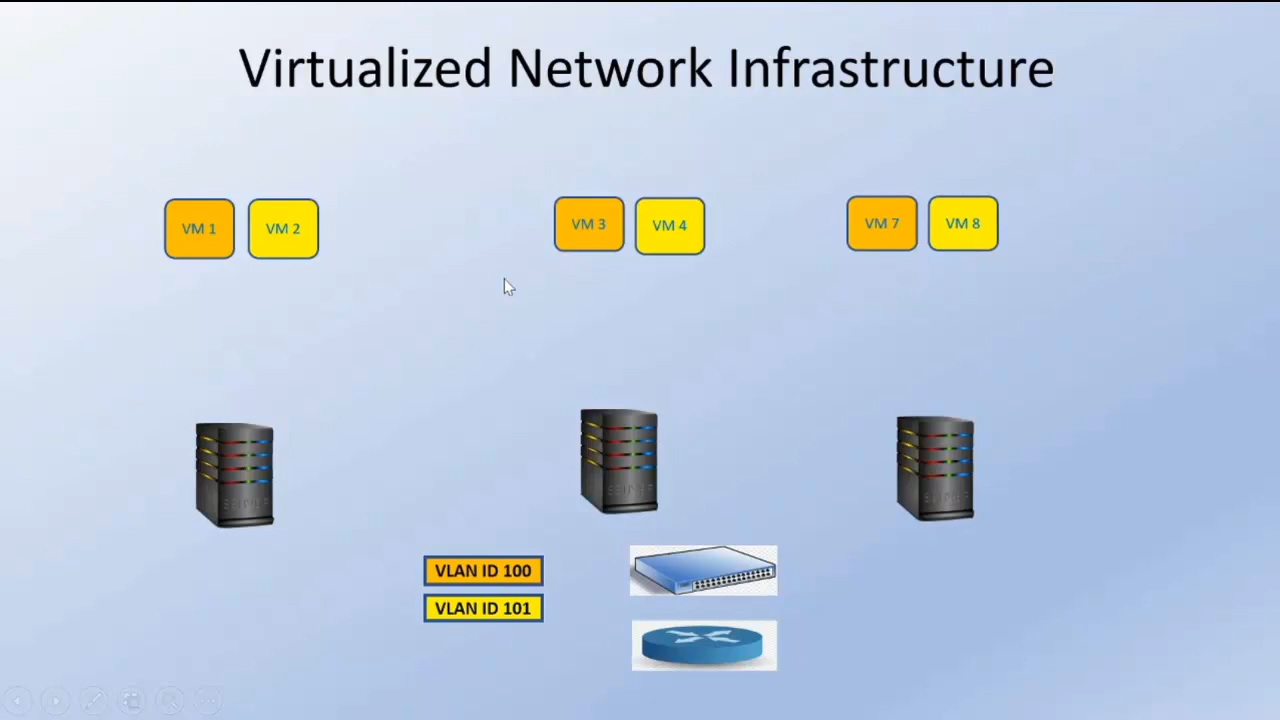 Virtualized Network Infrastructure
VM 1
VM 2
VM 3
VM 4
VM 7
VM 8
VLAN ID 100
VLAN ID 101